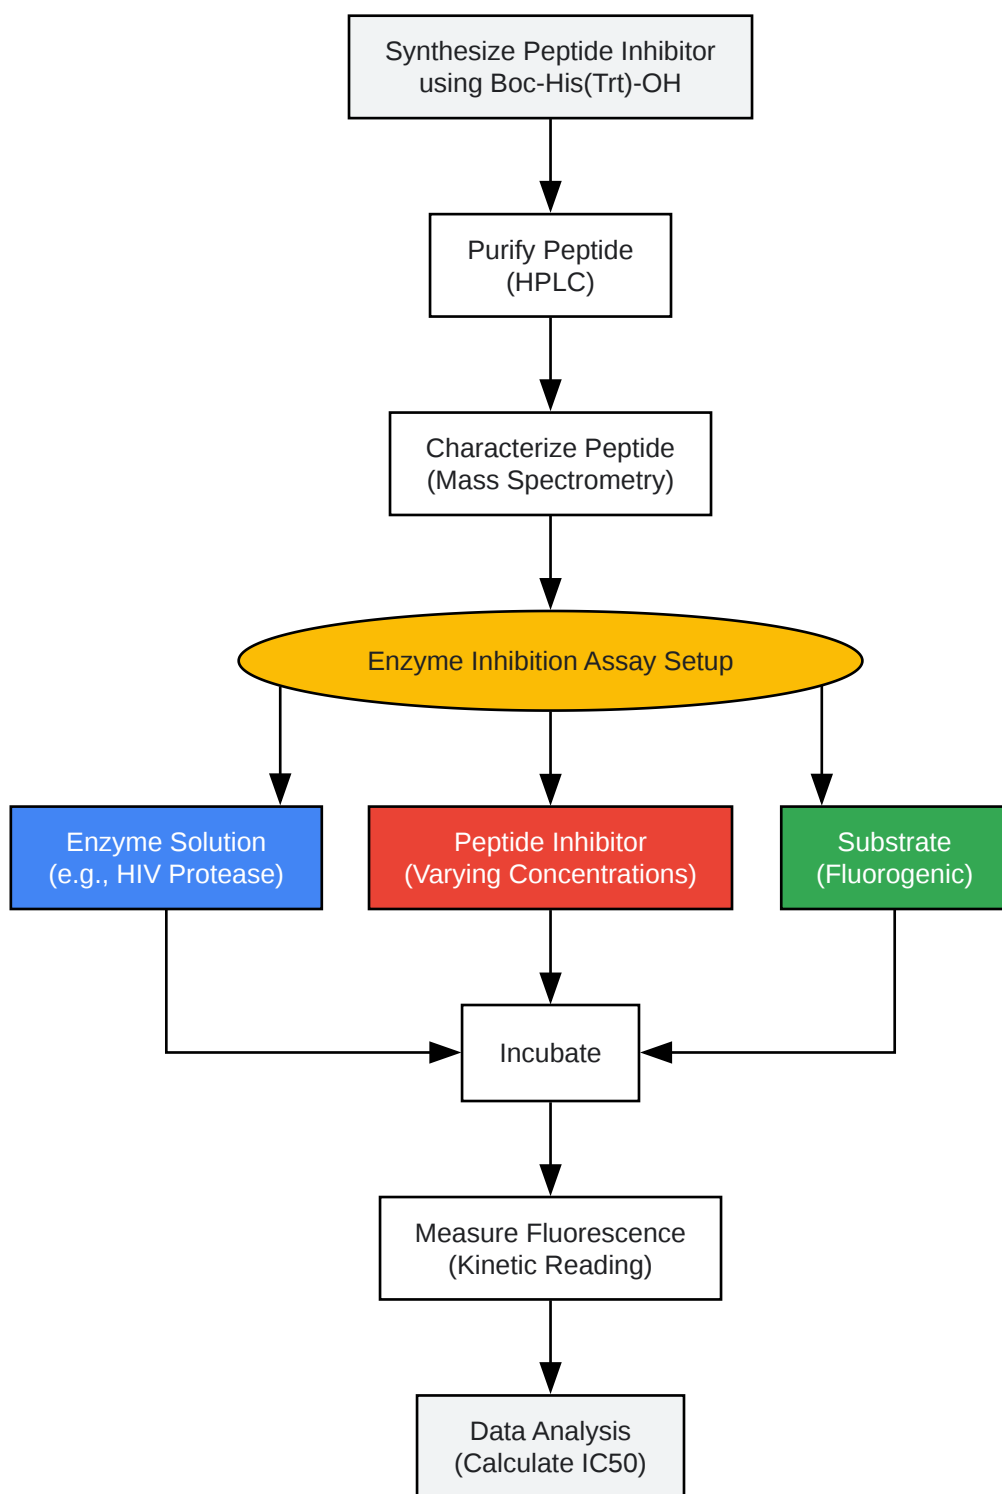 Synthesize Peptide Inhibitor
using Boc-His(Trt)-OH
Purify Peptide
(HPLC)
Characterize Peptide
(Mass Spectrometry)
Enzyme Inhibition Assay Setup
Enzyme Solution
(e.g., HIV Protease)
Peptide Inhibitor
(Varying Concentrations)
Substrate
(Fluorogenic)
Incubate
Measure Fluorescence
(Kinetic Reading)
Data Analysis
(Calculate IC50)